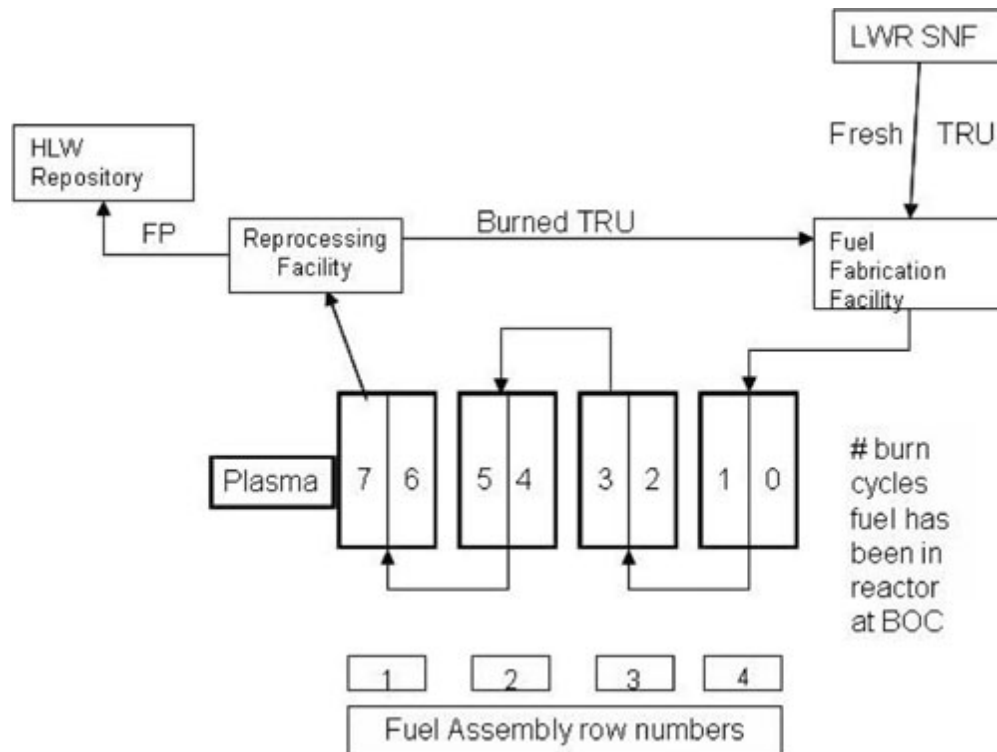 LWR SNF
Fresh TRU
HLW
Repository
FP
Reprocessing
Facility
Burned TRU
Fuel
Fabrication
Facility
Plasma
7 6 5 4 3 2 1 0
# burn
cycles
fuel has
been in
reactor
at BOC
1 2 3 4
Fuel Assembly row numbers